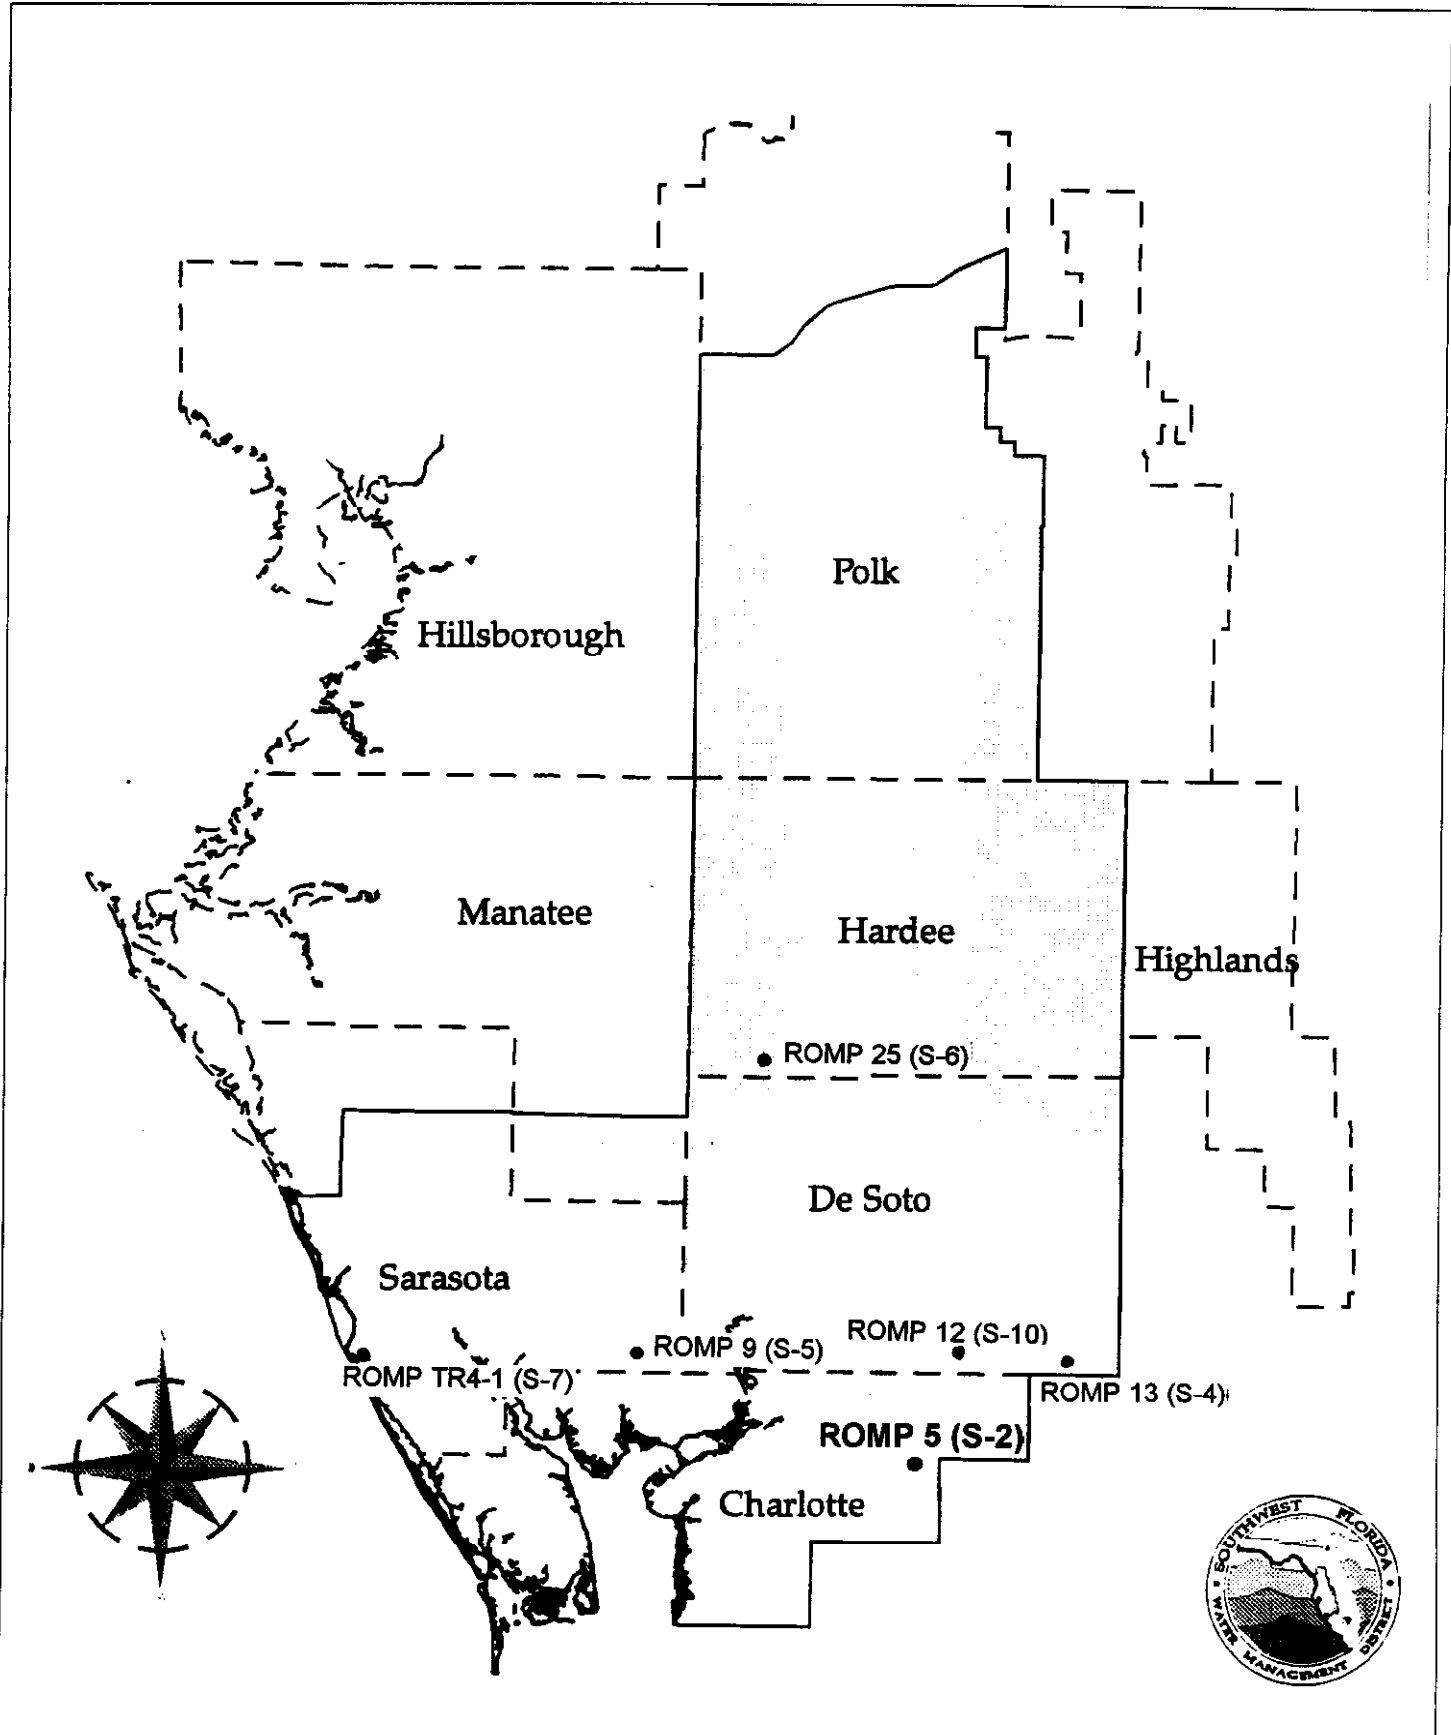 Polk
Hillsborough
Manatee
Hardee
Highlands
ROMP 25 (S-6)
De Soto
Sarasota
ROMP 12 (S-10)
ROMP 9 (S-5)
ROMP TR4-1 (S-7)
ROMP 13 (S-4)
ROMP 5 (S-2)
Charlotte
SOUTHWEST FLORIDA
WATER MANAGEMENT DISTRICT